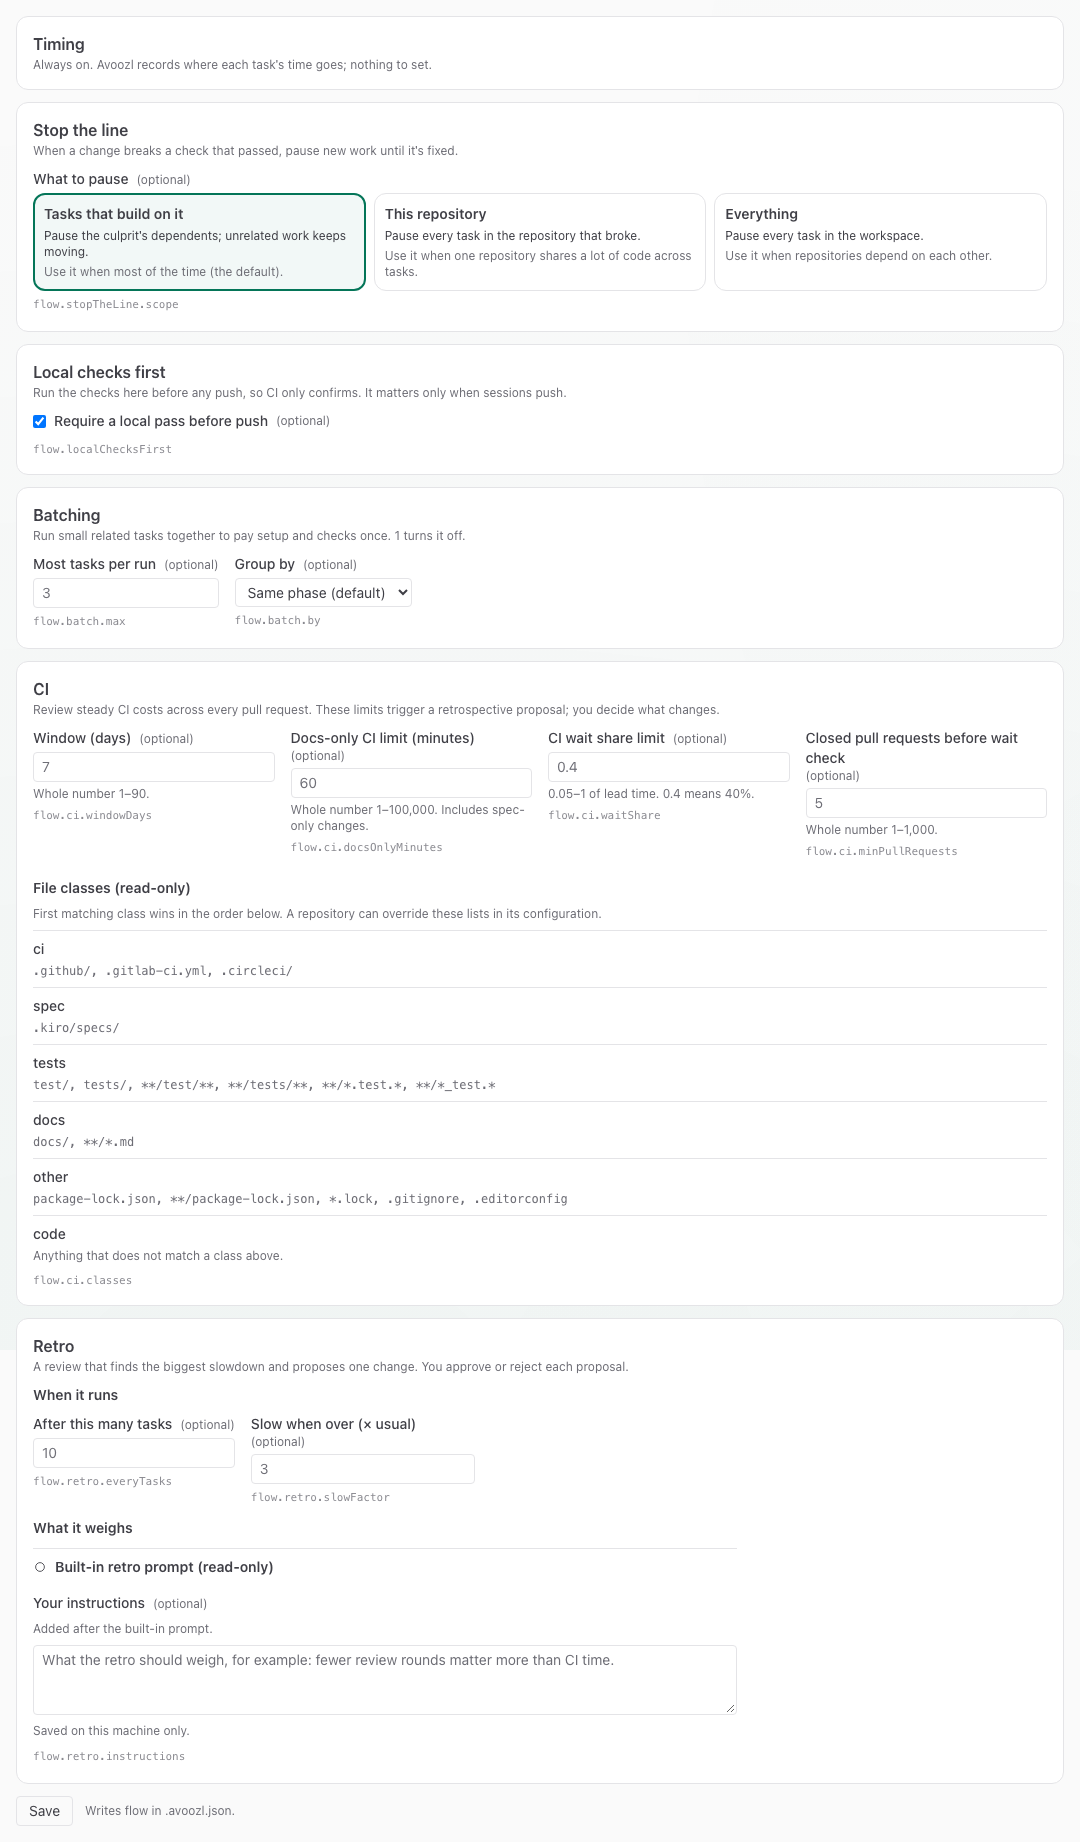 Timing
Always on. Avoozl records where each task's time goes; nothing to set.
Stop the line
When a change breaks a check that passed, pause new work until it's fixed.
What to pause (optional)
Tasks that build on it
Pause the culprit's dependents; unrelated work keeps
moving.
Use it when most of the time (the default).
This repository
Pause every task in the repository that broke.
Use it when one repository shares a lot of code across
tasks.
Everything
Pause every task in the workspace.
Use it when repositories depend on each other.
flow.stopTheLine.scope
Local checks first
Run the checks here before any push, so CI only confirms. It matters only when sessions push.
Require a local pass before push (optional)
flow.localChecksFirst
Batching
Run small related tasks together to pay setup and checks once. 1 turns it off.
Most tasks per run (optional)
3
flow.batch.max
Group by (optional)
Same phase (default)
flow.batch.by
CI
Review steady CI costs across every pull request. These limits trigger a retrospective proposal; you decide what changes.
Window (days) (optional)
7
Whole number 1–90.
flow.ci.windowDays
Docs-only CI limit (minutes)
(optional)
60
Whole number 1–100,000. Includes spec-
only changes.
flow.ci.docsOnlyMinutes
CI wait share limit (optional)
0.4
0.05–1 of lead time. 0.4 means 40%.
flow.ci.waitShare
Closed pull requests before wait
check
(optional)
5
Whole number 1–1,000.
flow.ci.minPullRequests
File classes (read-only)
First matching class wins in the order below. A repository can override these lists in its configuration.
ci
.github/, .gitlab-ci.yml, .circleci/
spec
.kiro/specs/
tests
test/, tests/, **/test/**, **/tests/**, **/*.test.*, **/*_test.*
docs
docs/, **/*.md
other
package-lock.json, **/package-lock.json, *.lock, .gitignore, .editorconfig
code
Anything that does not match a class above.
flow.ci.classes
Retro
A review that finds the biggest slowdown and proposes one change. You approve or reject each proposal.
When it runs
After this many tasks (optional)
10
flow.retro.everyTasks
Slow when over (× usual)
(optional)
3
flow.retro.slowFactor
What it weighs
Built-in retro prompt (read-only)
Your instructions (optional)
Added after the built-in prompt.
What the retro should weigh, for example: fewer review rounds matter more than CI time.
Saved on this machine only.
flow.retro.instructions
Save
Writes flow in .avoozl.json.